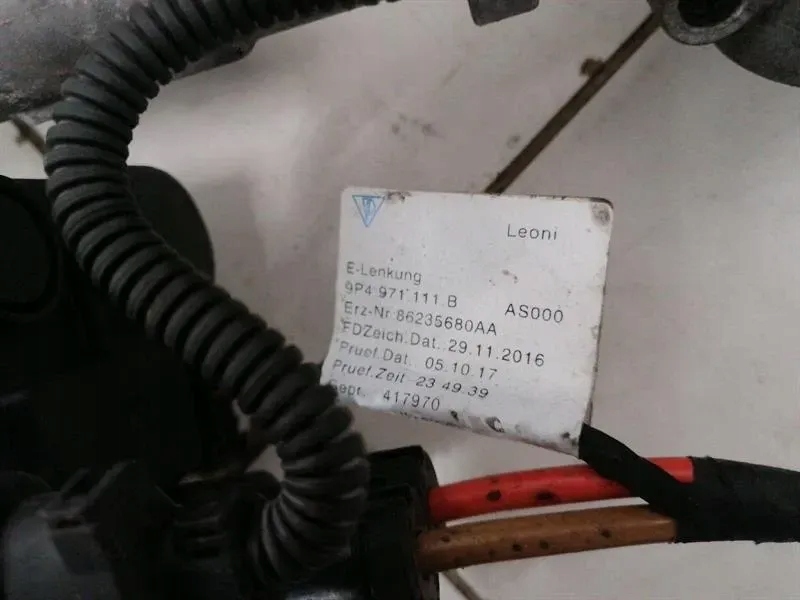 Leoni
E-Lenkung
9P4.971.111.B AS000
Erz-Nr.86235680AA
FDZeich.Dat. 29.11.2016
Pruef.Dat. 05.10.17
Pruef.Zeit 23 49.39
Gepr. 417970